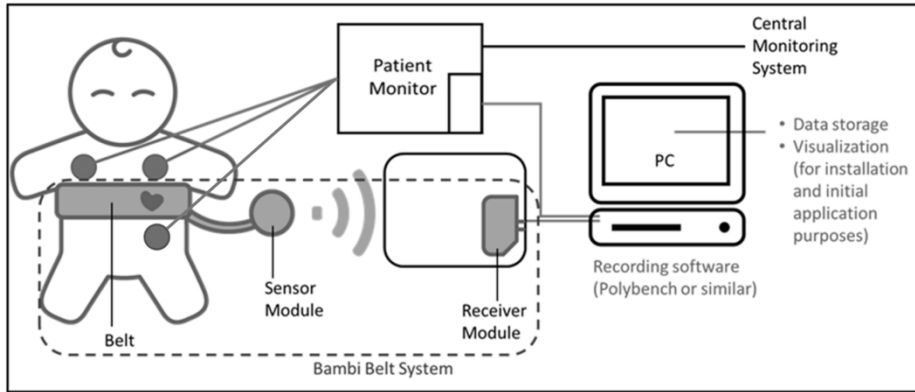 Central
Monitoring
System
Patient
Monitor
PC
• Data storage
• Visualization
(for installation
and initial
application
purposes)
Recording software
(Polybench or similar)
Sensor
Module
Receiver
Module
Belt
Bambi Belt System